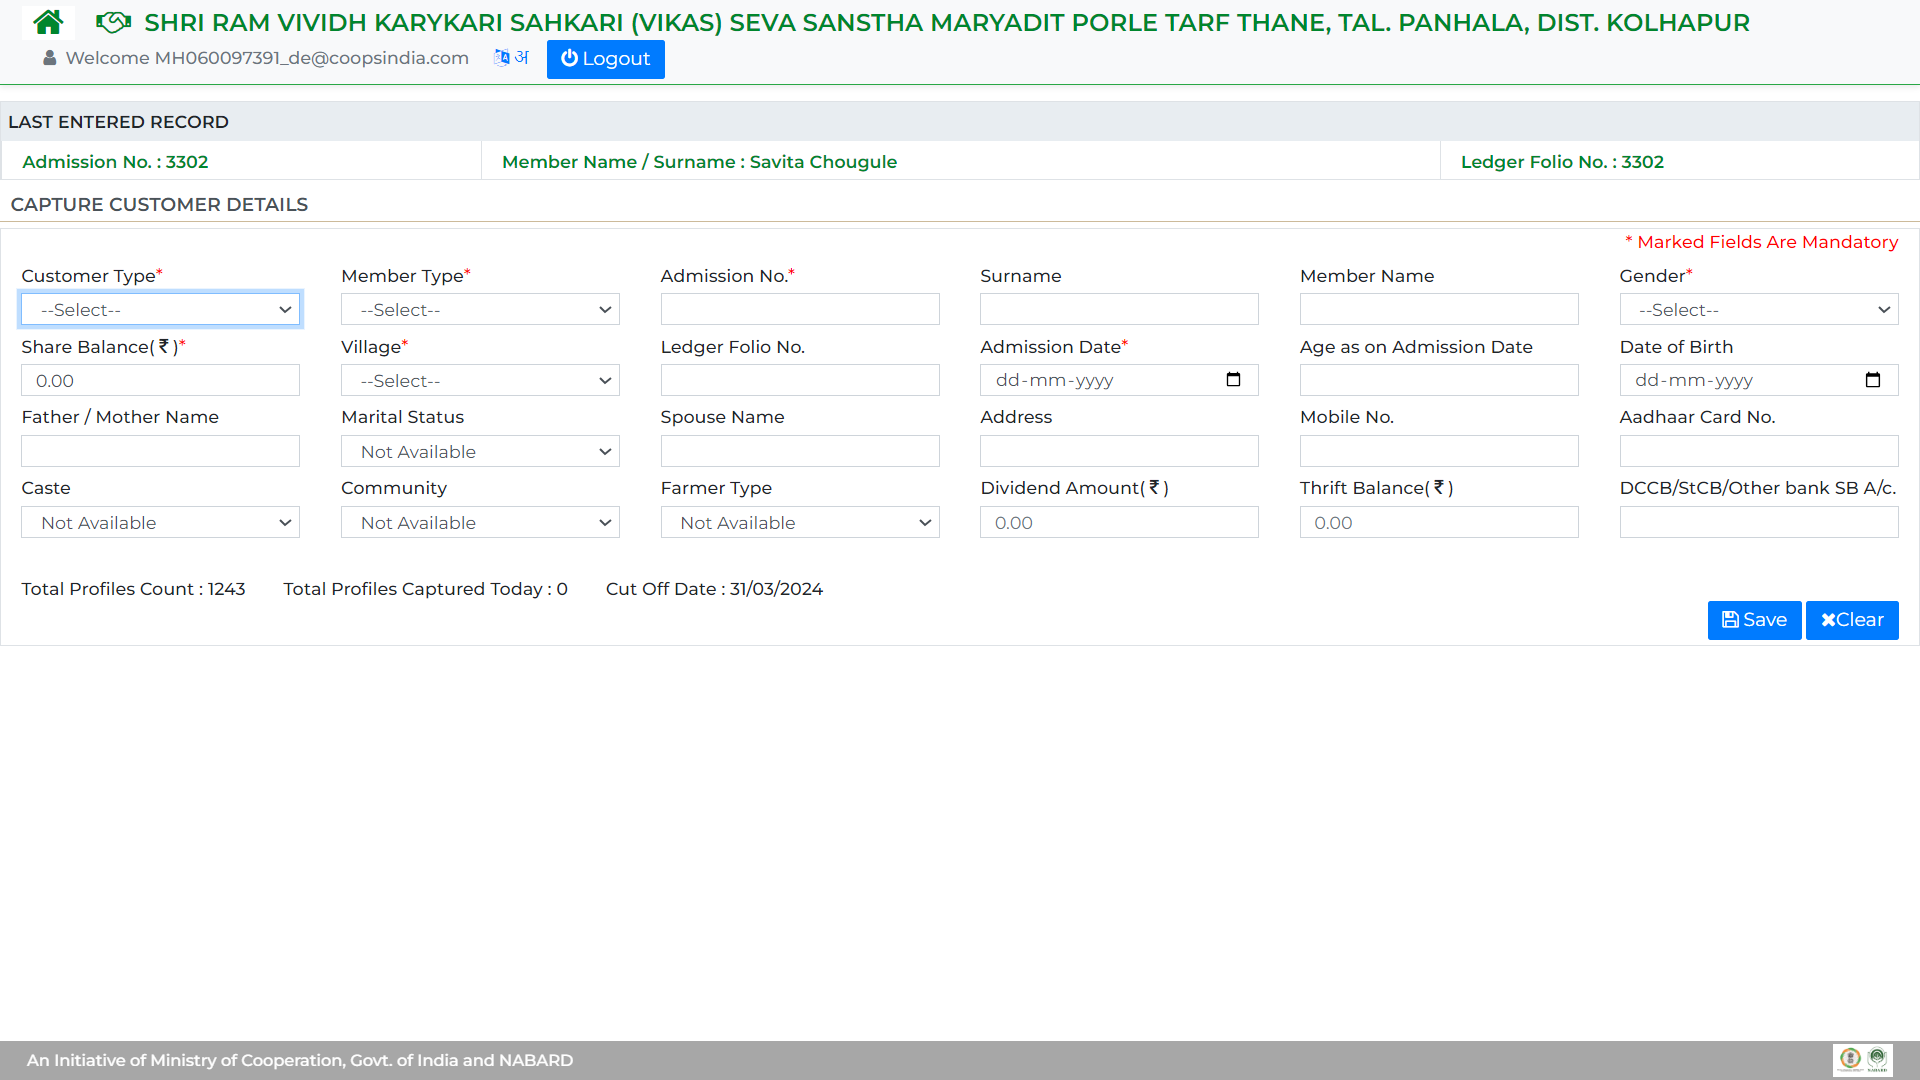 SHRI RAM VIVIDH KARYKARI SAHKARI (VIKAS) SEVA SANSTHA MARYADIT PORLE TARF THANE, TAL. PANHALA, DIST. KOLHAPUR
Welcome MH060097391_de@coopsindia.com अ Logout
LAST ENTERED RECORD
Admission No. : 3302 Member Name / Surname : Savita Chougule Ledger Folio No. : 3302
CAPTURE CUSTOMER DETAILS
* Marked Fields Are Mandatory
Customer Type* Member Type* Admission No.* Surname Member Name Gender*
--Select-- --Select-- --Select--
Share Balance(₹)* Village* Ledger Folio No. Admission Date* Age as on Admission Date Date of Birth
0.00 --Select-- dd-mm-yyyy dd-mm-yyyy
Father / Mother Name Marital Status Spouse Name Address Mobile No. Aadhaar Card No.
Not Available
Caste Community Farmer Type Dividend Amount(₹) Thrift Balance(₹) DCCB/StCB/Other bank SB A/c.
Not Available Not Available Not Available 0.00 0.00
Total Profiles Count : 1243 Total Profiles Captured Today : 0 Cut Off Date : 31/03/2024
Save Clear
An Initiative of Ministry of Cooperation, Govt. of India and NABARD